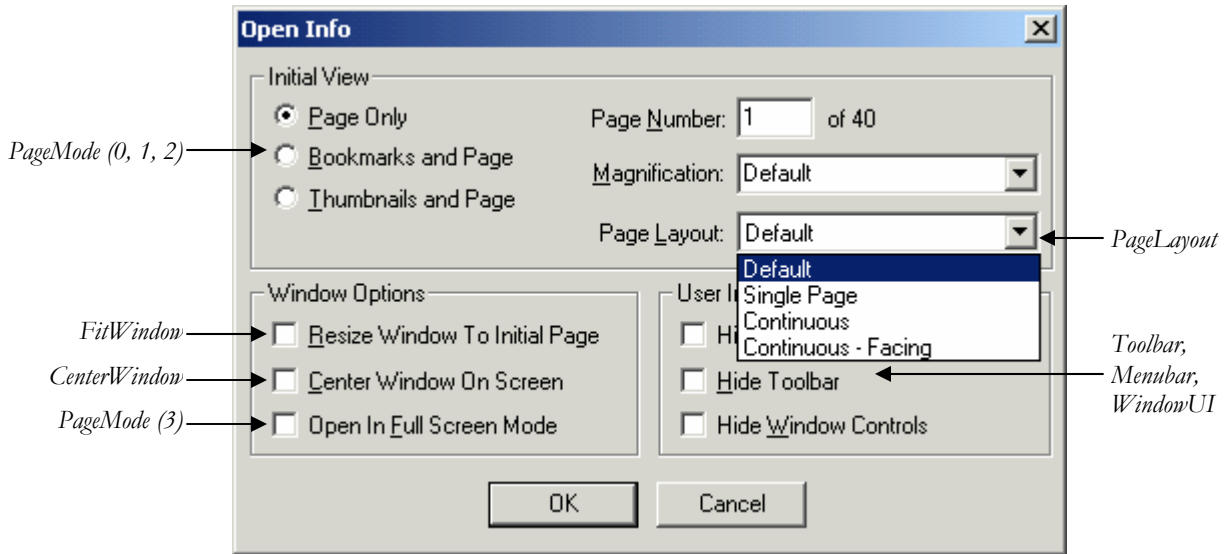 Open Info
Initial View
Page Only
Bookmarks and Page
Thumbnails and Page
PageMode (0, 1, 2)
Page Number: 1 of 40
Magnification: Default
Page Layout: Default
PageLayout
Default
Single Page
Continuous
Continuous - Facing
Window Options
Resize Window To Initial Page
Center Window On Screen
Open In Full Screen Mode
FitWindow
CenterWindow
PageMode (3)
User
Hide Toolbar
Hide Window Controls
Toolbar,
Menubar,
WindowUI
OK
Cancel